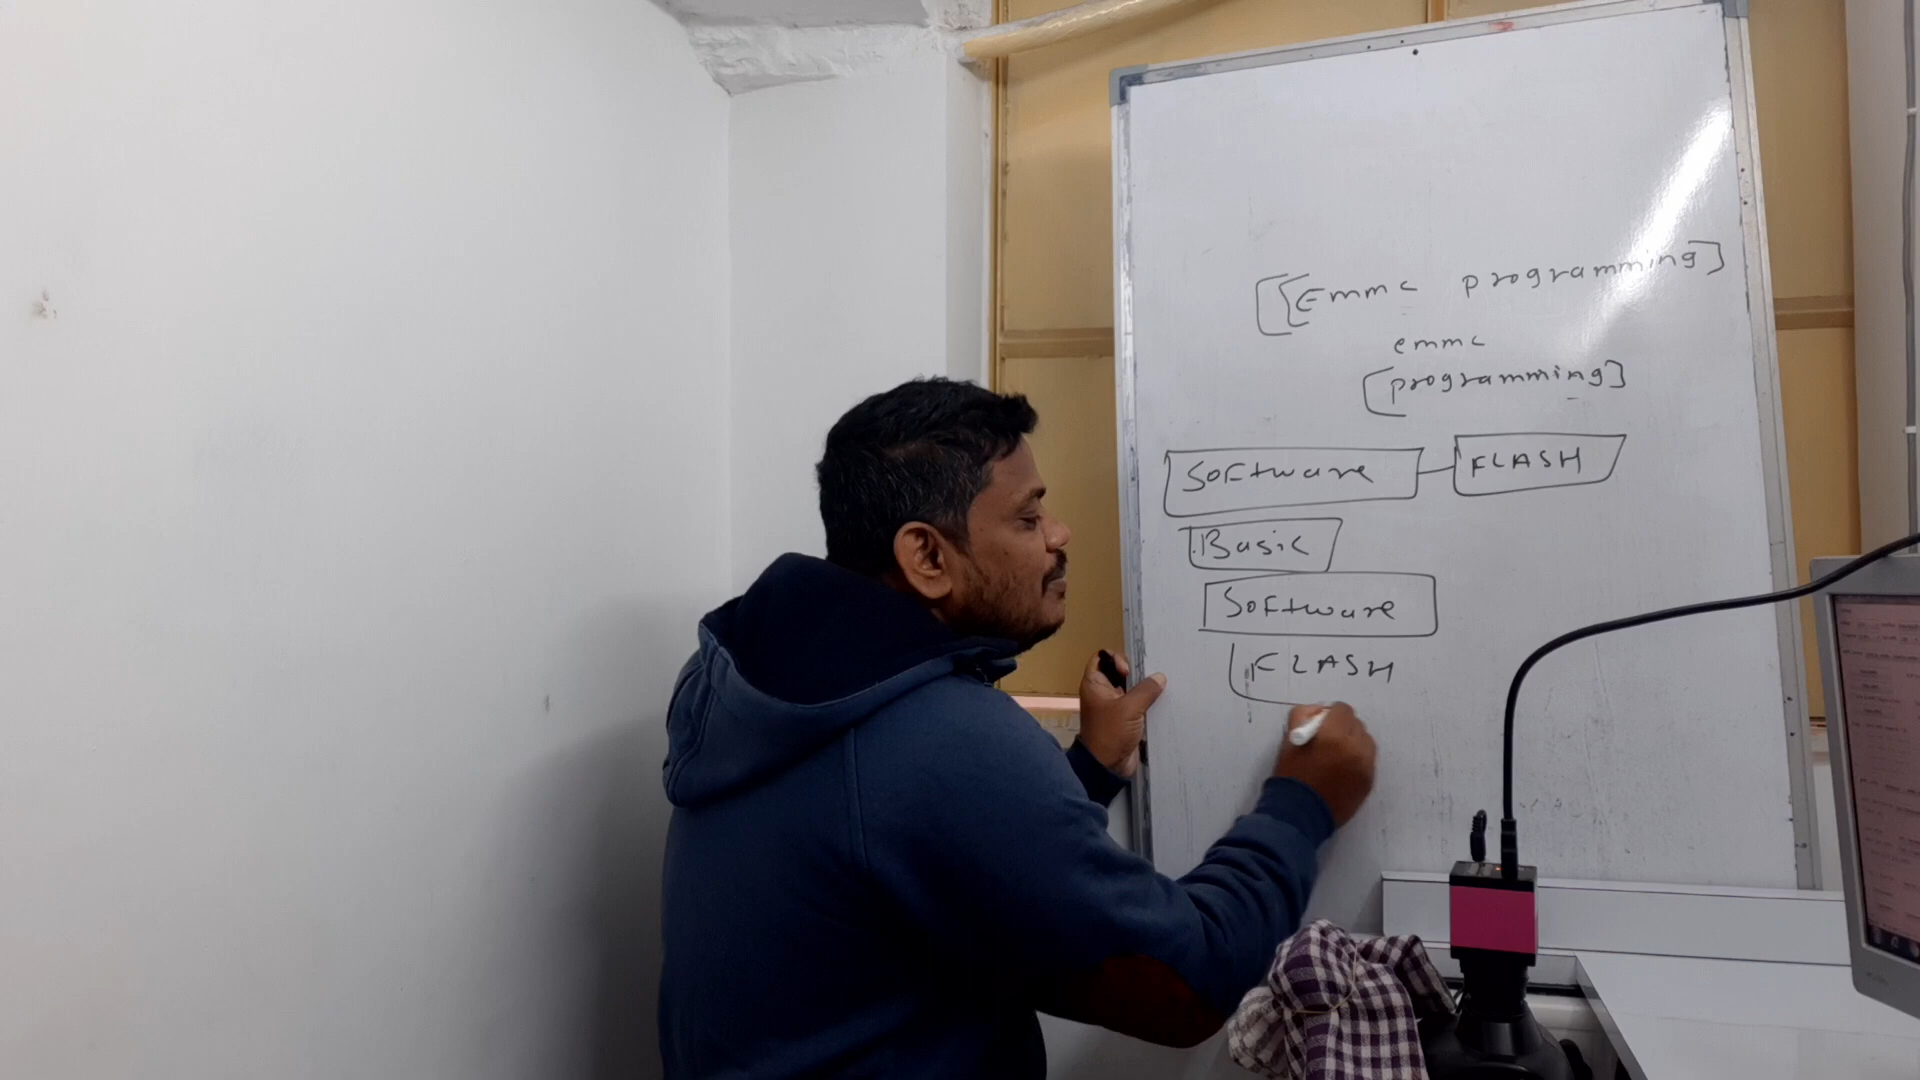 [{Emmc programming]
emmc
[programming]
Software FLASH
Basic
Software
FLASH